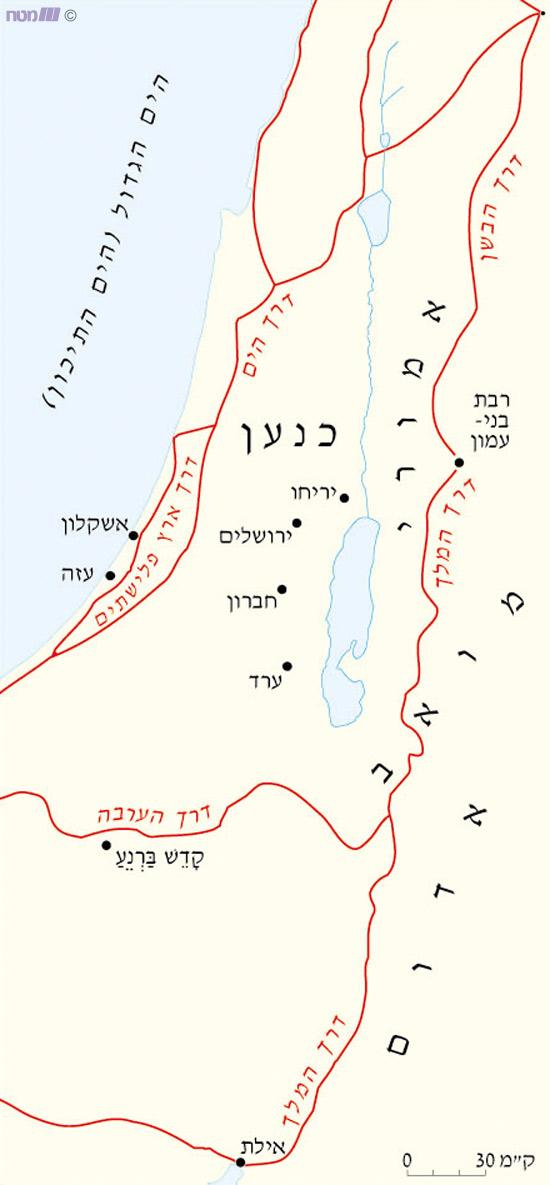 © מטח
הים הגדול (הים התיכון)
דרך הבשן
דרך הים
אמורי
רבת
בני-
עמון
כנען
דרך ארץ פלישתים
דרך המלך
יריחו
אשקלון
ירושלים
עזה
חברון
מואב
ערד
אדום
דרך הערבה
קָדֵשׁ בַּרְנֵעַ
דרך המלך
אילת
0 30 ק"מ